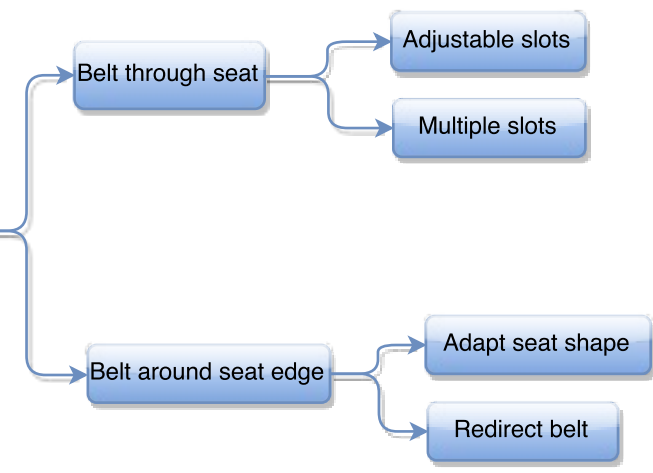 Belt through seat
Adjustable slots
Multiple slots
Belt around seat edge
Adapt seat shape
Redirect belt